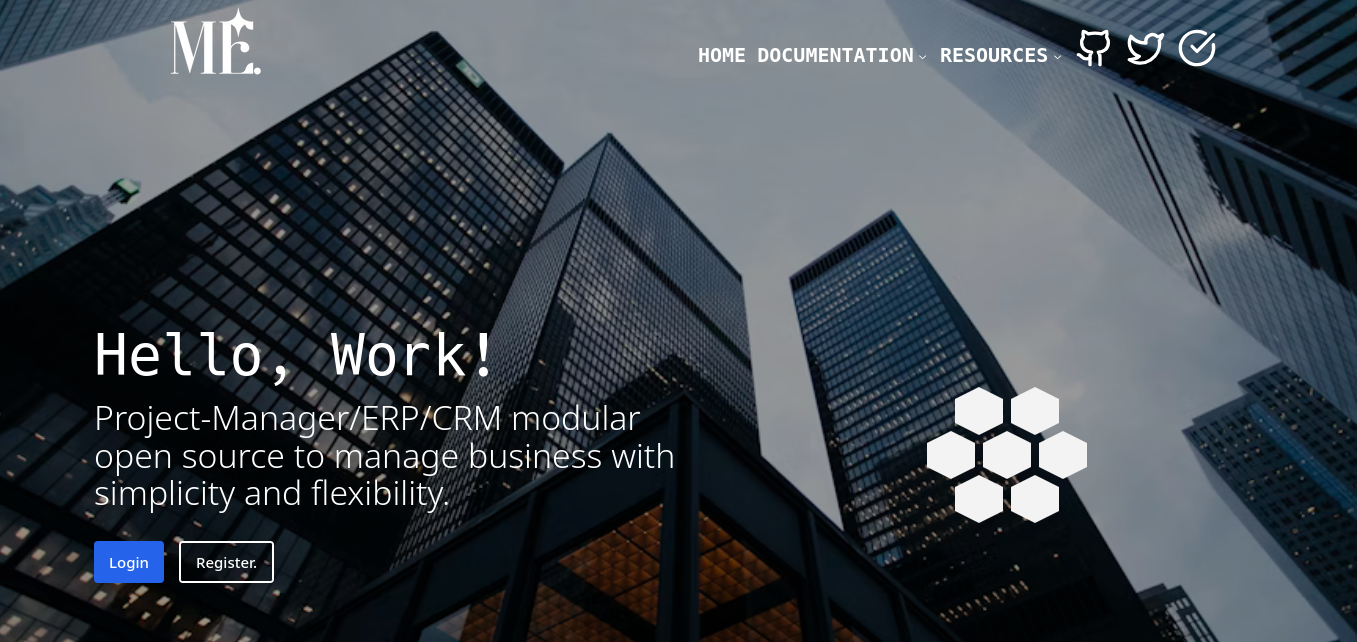 ME.
HOME DOCUMENTATION RESOURCES
Hello, Work!
Project-Manager/ERP/CRM modular
open source to manage business with
simplicity and flexibility.
Login Register.